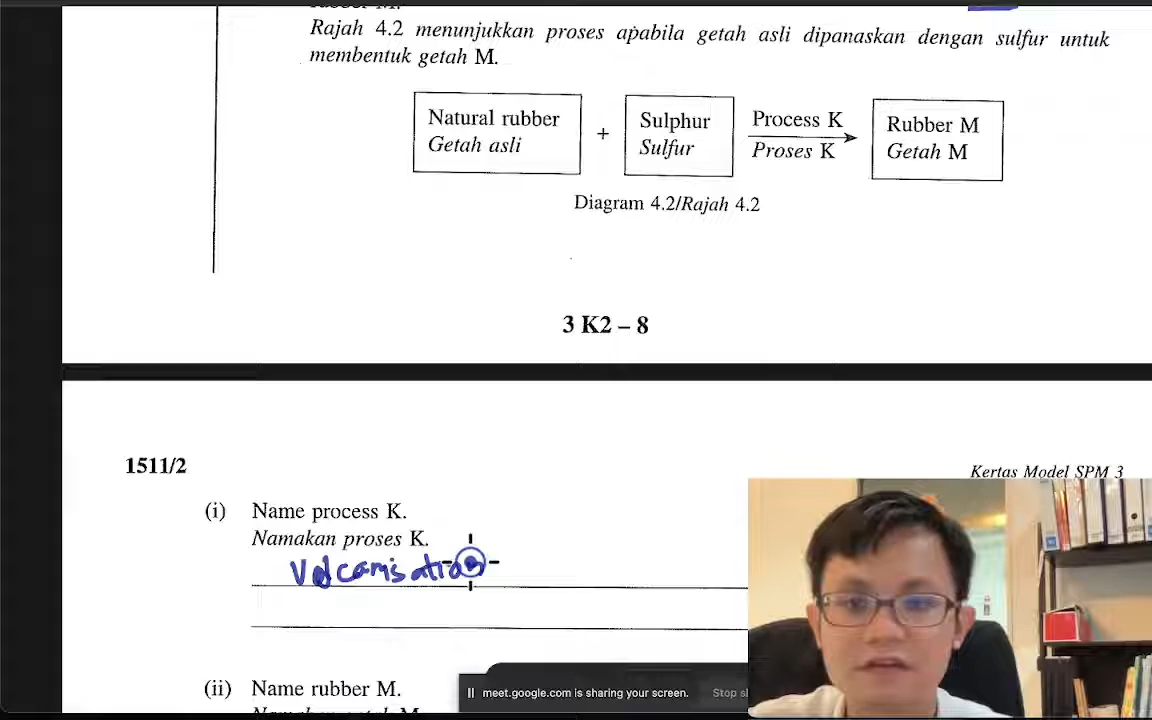 Rajah 4.2 menunjukkan proses apabila getah asli dipanaskan dengan sulfur untuk
membentuk getah M.
Natural rubber
Getah asli
+
Sulphur
Sulfur
Process K
Proses K
Rubber M
Getah M
Diagram 4.2/Rajah 4.2
3 K2 – 8
1511/2
Kertas Model SPM 3
(i) Name process K.
Namakan proses K.
Volcanisation
(ii) Name rubber M.
meet.google.com is sharing your screen.
Stop